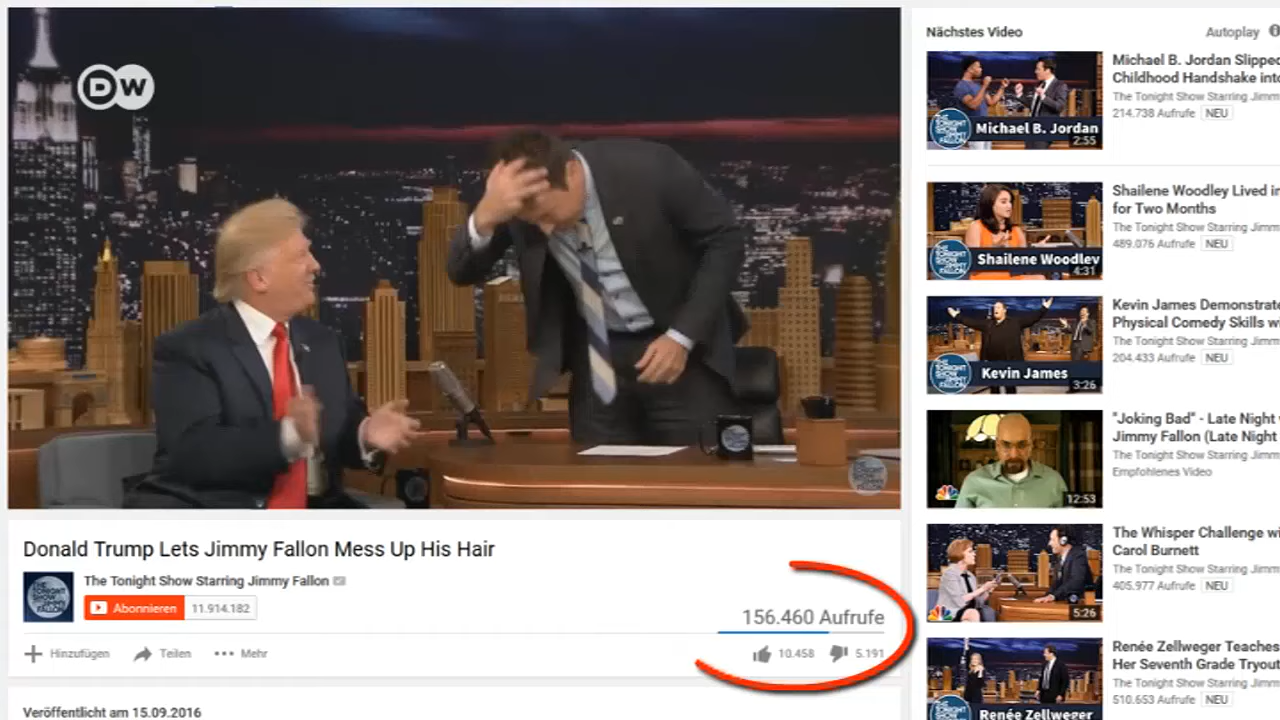 DW
Donald Trump Lets Jimmy Fallon Mess Up His Hair
The Tonight Show Starring Jimmy Fallon
Abonnieren 11.914.182
156.460 Aufrufe
Hinzufügen Teilen Mehr
10.458 5.191
Veröffentlicht am 15.09.2016
Nächstes Video Autoplay
Michael B. Jordan Slipped
Childhood Handshake into
The Tonight Show Starring Jimm
214.738 Aufrufe NEU
Michael B. Jordan
2:55
Shailene Woodley Lived in
for Two Months
The Tonight Show Starring Jimm
489.076 Aufrufe NEU
Shailene Woodley
4:31
Kevin James Demonstrate
Physical Comedy Skills w
The Tonight Show Starring Jimm
204.433 Aufrufe NEU
Kevin James
3:26
"Joking Bad" - Late Night
Jimmy Fallon (Late Night
The Tonight Show Starring Jimm
Empfohlenes Video
12:53
The Whisper Challenge wi
Carol Burnett
The Tonight Show Starring Jimm
405.977 Aufrufe NEU
5:26
Renée Zellweger Teaches
Her Seventh Grade Tryout
The Tonight Show Starring Jimm
510.653 Aufrufe NEU
Renée Zellweger